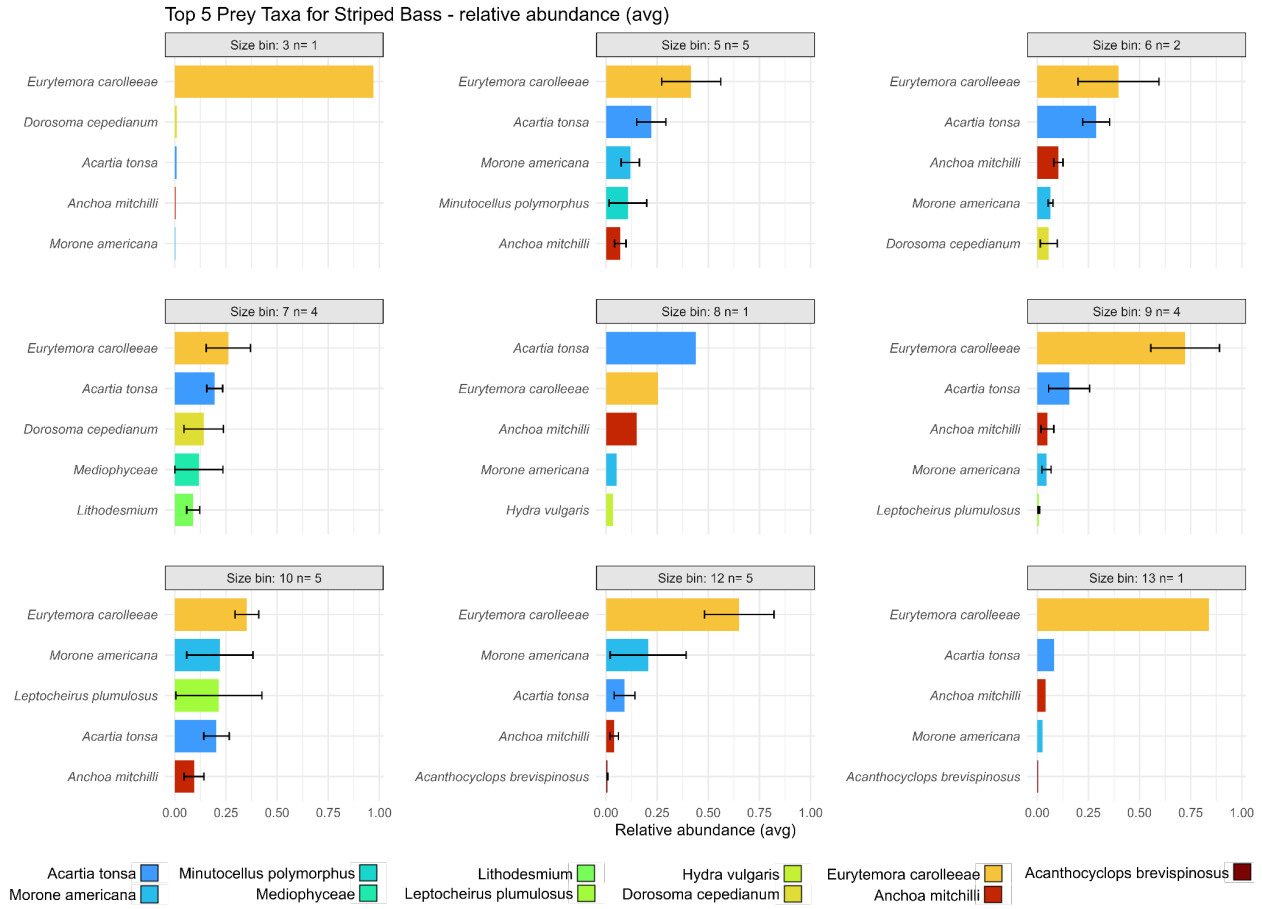 Top 5 Prey Taxa for Striped Bass - relative abundance (avg)
Size bin: 3 n= 1
Eurytemora carolleeae
Dorosoma cepedianum
Acartia tonsa
Anchoa mitchilli
Morone americana
Size bin: 5 n= 5
Eurytemora carolleeae
Acartia tonsa
Morone americana
Minutocellus polymorphus
Anchoa mitchilli
Size bin: 6 n= 2
Eurytemora carolleeae
Acartia tonsa
Anchoa mitchilli
Morone americana
Dorosoma cepedianum
Size bin: 7 n= 4
Eurytemora carolleeae
Acartia tonsa
Dorosoma cepedianum
Mediophyceae
Lithodesmium
Size bin: 8 n= 1
Acartia tonsa
Eurytemora carolleeae
Anchoa mitchilli
Morone americana
Hydra vulgaris
Size bin: 9 n= 4
Eurytemora carolleeae
Acartia tonsa
Anchoa mitchilli
Morone americana
Leptocheirus plumulosus
Size bin: 10 n= 5
Eurytemora carolleeae
Morone americana
Leptocheirus plumulosus
Acartia tonsa
Anchoa mitchilli
0.00 0.25 0.50 0.75 1.00
Size bin: 12 n= 5
Eurytemora carolleeae
Morone americana
Acartia tonsa
Anchoa mitchilli
Acanthocyclops brevispinosus
0.00 0.25 0.50 0.75 1.00
Size bin: 13 n= 1
Eurytemora carolleeae
Acartia tonsa
Anchoa mitchilli
Morone americana
Acanthocyclops brevispinosus
0.00 0.25 0.50 0.75 1.00
Relative abundance (avg)
Acartia tonsa Minutocellus polymorphus Lithodesmium Hydra vulgaris Eurytemora carolleeae Acanthocyclops brevispinosus
Morone americana Mediophyceae Leptocheirus plumulosus Dorosoma cepedianum Anchoa mitchilli